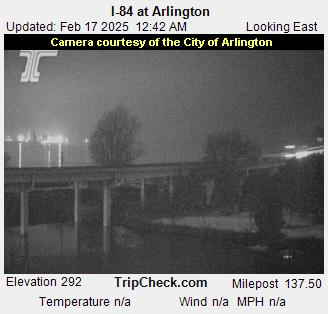 I-84 at Arlington
Updated: Feb 17 2025 12:42 AM Looking East
Camera courtesy of the City of Arlington
Elevation 292 TripCheck.com Milepost 137.50
Temperature n/a Wind n/a MPH n/a